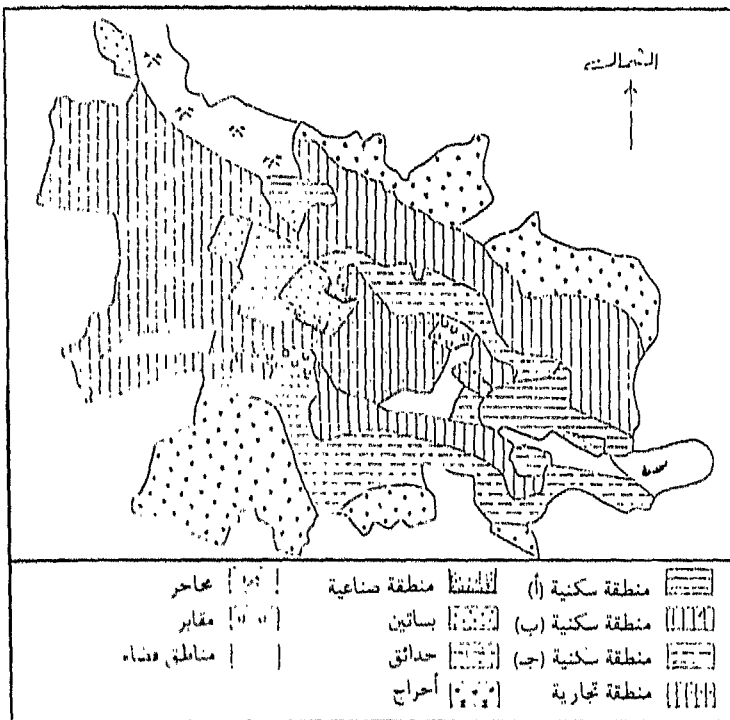 الشمال
منطقة سكنية (أ)
منطقة صناعية
محاجر
منطقة سكنية (ب)
بساتين
مقابر
منطقة سكنية (جـ)
حدائق
مناطق فضاء
منطقة تجارية
أحراج